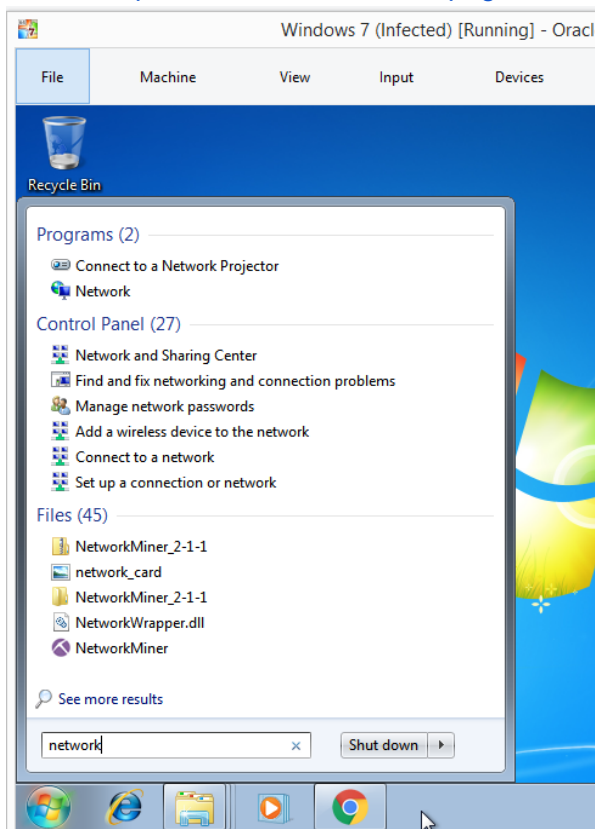 Windows 7 (Infected) [Running] - Oracl
File Machine View Input Devices
Recycle Bin
Programs (2)
Connect to a Network Projector
Network
Control Panel (27)
Network and Sharing Center
Find and fix networking and connection problems
Manage network passwords
Add a wireless device to the network
Connect to a network
Set up a connection or network
Files (45)
NetworkMiner_2-1-1
network_card
NetworkMiner_2-1-1
NetworkWrapper.dll
NetworkMiner
See more results
network
Shut down